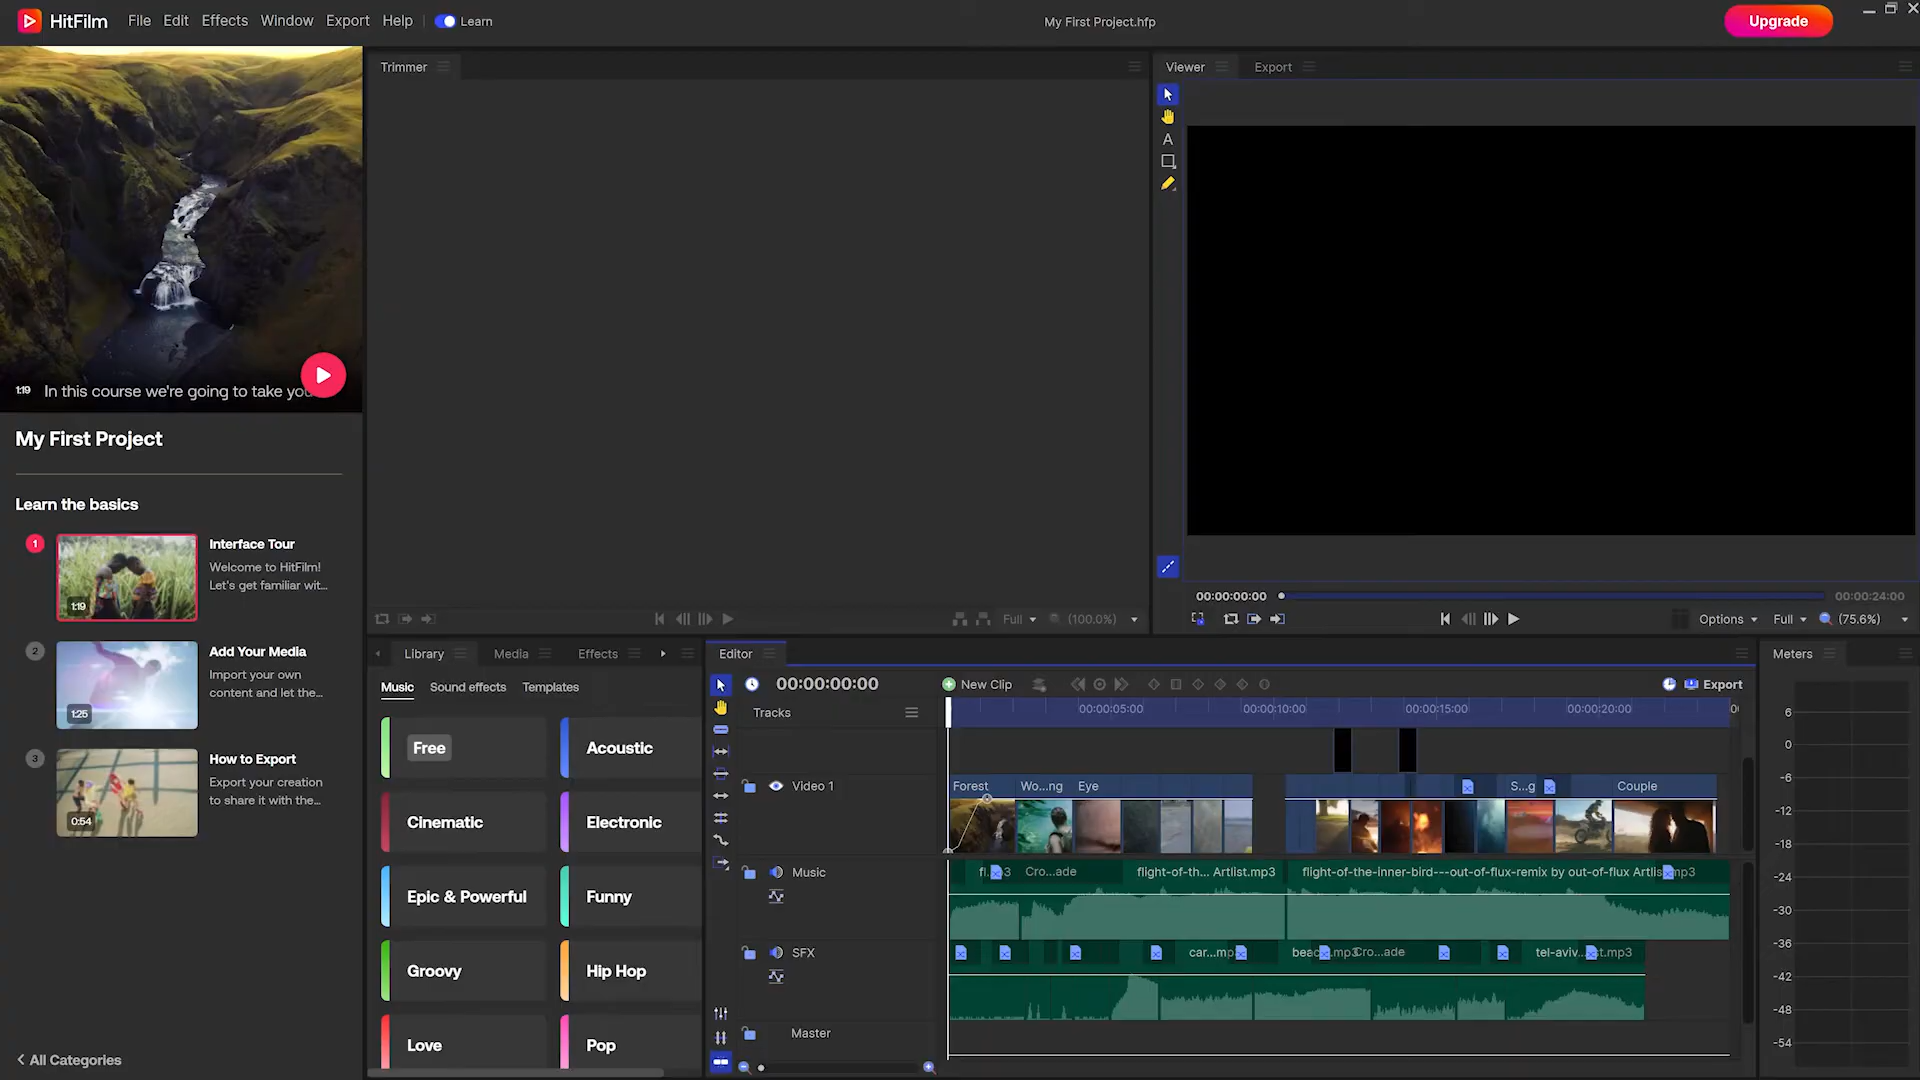 HitFilm File Edit Effects Window Export Help Learn
My First Project.hfp
Upgrade
1:19 In this course we're going to take yo
My First Project
Learn the basics
1
Interface Tour
Welcome to HitFilm!
Let's get familiar wit...
1:19
2
Add Your Media
Import your own
content and let the...
1:25
3
How to Export
Export your creation
to share it with the...
0:54
All Categories
Trimmer
Full (100.0%)
Viewer Export
A
00:00:00:00 00:00:24:00
Options Full (75.6%)
Library Media Effects
Music Sound effects Templates
Free Acoustic
Cinematic Electronic
Epic & Powerful Funny
Groovy Hip Hop
Love Pop
Editor
00:00:00:00 New Clip Export
Tracks
00:00:05:00 00:00:10:00 00:00:15:00 00:00:20:00
Video 1
Forest Wo...ng Eye S...g Couple
Music
fl...3 Cro...ade flight-of-th... Artlist.mp3 flight-of-the-inner-bird---out-of-flux-remix by out-of-flux Artlis mp3
SFX
car...mp beac .mp3 Cro...ade tel-aviv... t.mp3
Master
Meters
6
0
-6
-12
-18
-24
-30
-36
-42
-48
-54